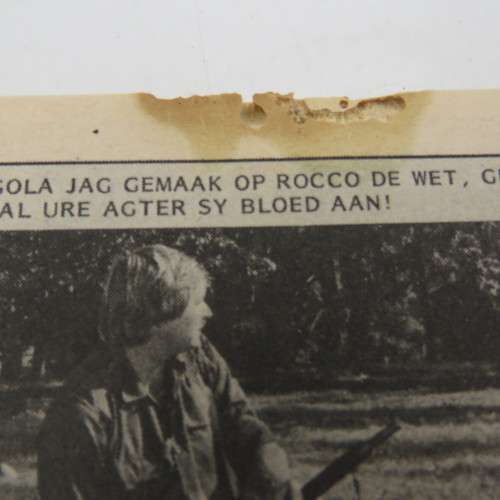 GOLA JAG GEMAAK OP ROCCO DE WET, G
AL URE AGTER SY BLOED AAN!